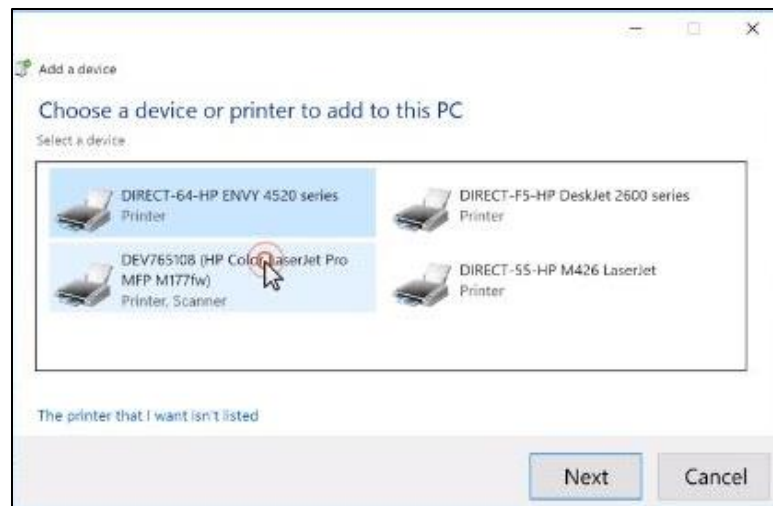 Add a device
Choose a device or printer to add to this PC
Select a device
DIRECT-64-HP ENVY 4520 series
Printer
DIRECT-F5-HP DeskJet 2600 series
Printer
DEV765108 (HP Color LaserJet Pro
MFP M177fw)
Printer, Scanner
DIRECT-55-HP M426 LaserJet
Printer
The printer that I want isn't listed
Next
Cancel